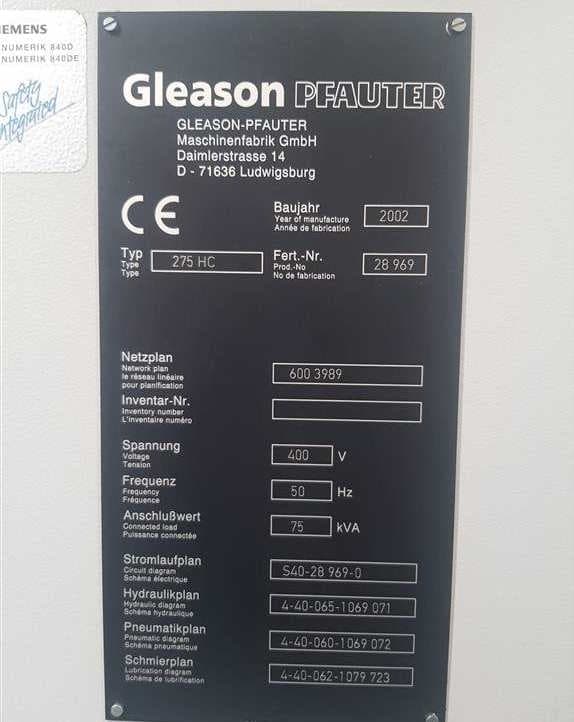 IEMENS
NUMERIK 840D
NUMERIK 840DE
Safety
Integrated
Gleason PFAUTER
GLEASON-PFAUTER
Maschinenfabrik GmbH
Daimlerstrasse 14
D - 71636 Ludwigsburg
CE
Baujahr
Year of manufacture
Année de fabrication
2002
Typ
Type
Type
275 HC
Fert.-Nr.
Prod.-No
No de fabrication
28 969
Netzplan
Network plan
le réseau linéaire
pour planification
600 3989
Inventar-Nr.
Inventory number
L'inventaire numéro
Spannung
Voltage
Tension
400 V
Frequenz
Frequency
Fréquence
50 Hz
Anschlußwert
Connected load
Puissance connectée
75 kVA
Stromlaufplan
Circuit diagram
Schéma électrique
S40-28 969-0
Hydraulikplan
Hydraulic diagram
Schéma hydraulique
4-40-065-1069 071
Pneumatikplan
Pneumatic diagram
Schéma pneumatique
4-40-060-1069 072
Schmierplan
Lubrication diagram
Schéma de lubrification
4-40-062-1079 723